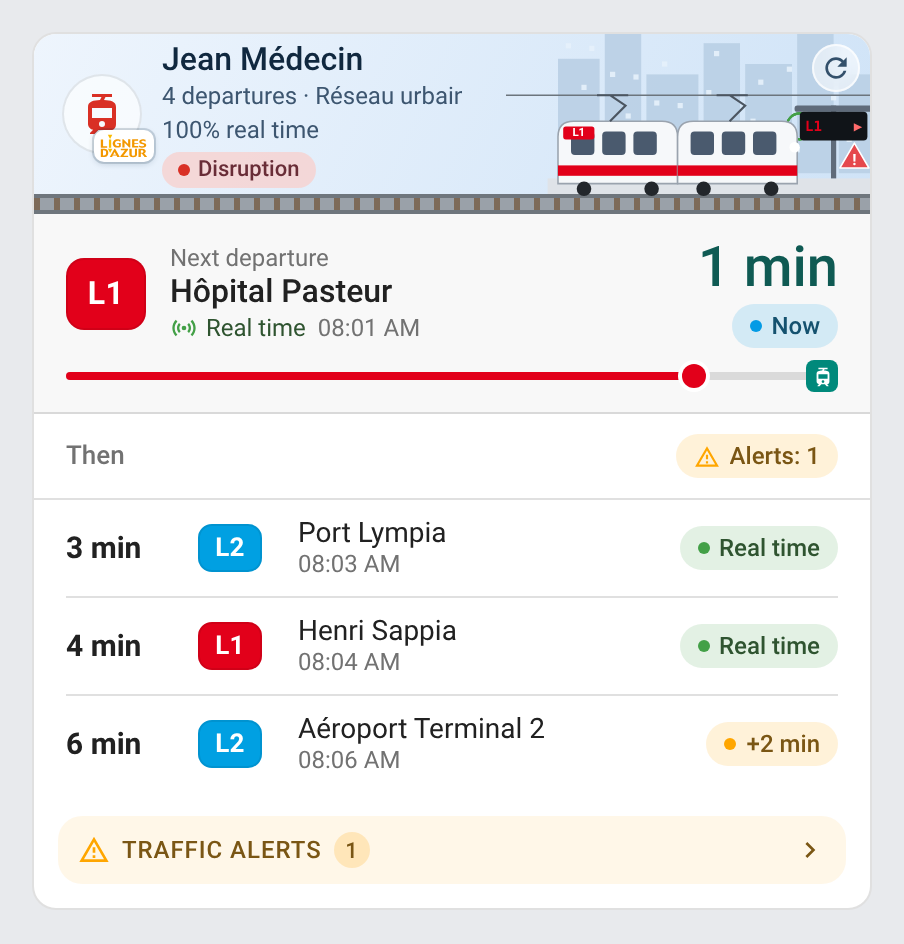 Jean Médecin
4 departures · Réseau urbair
100% real time
LIGNES
D'AZUR
Disruption
L1
L1
Next departure
L1
Hôpital Pasteur
Real time 08:01 AM
1 min
Now
Then
Alerts: 1
3 min
L2
Port Lympia
08:03 AM
Real time
4 min
L1
Henri Sappia
08:04 AM
Real time
6 min
L2
Aéroport Terminal 2
08:06 AM
+2 min
TRAFFIC ALERTS 1